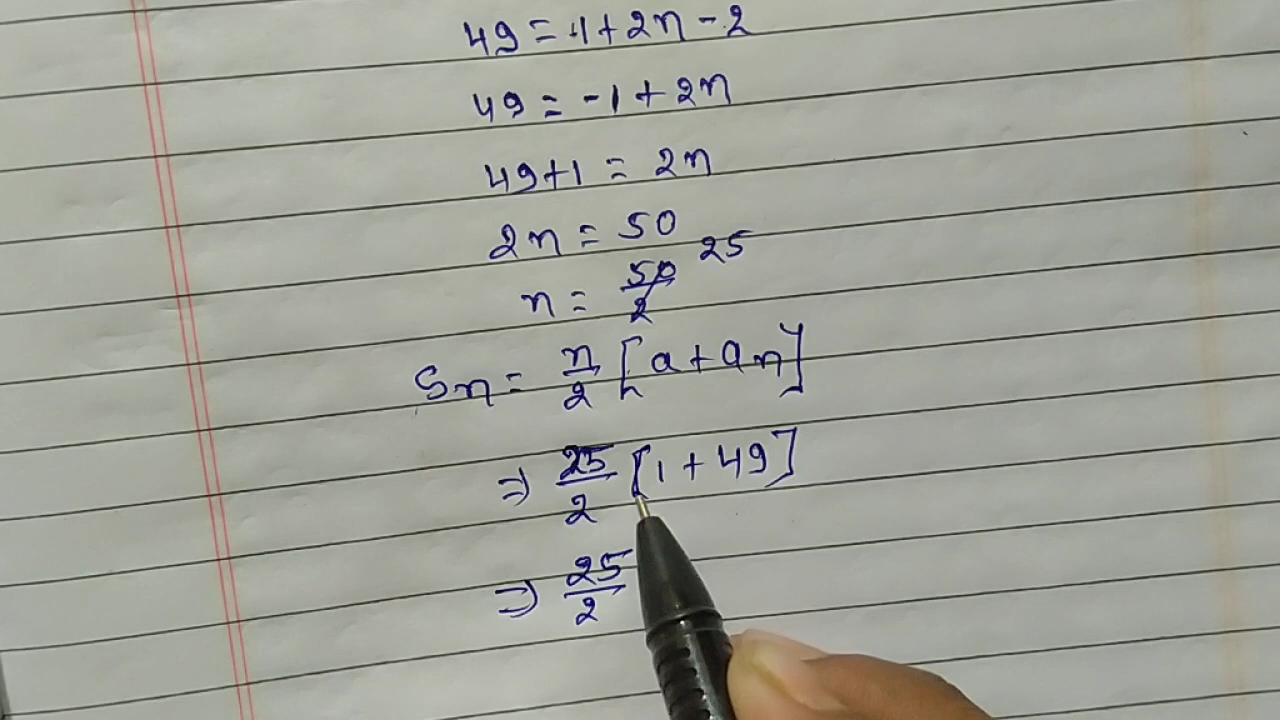 49 = 1 + 2n - 2
49 = -1 + 2n
49+1 = 2n
2n = 50
n = 50/2 25
Sn = n/2 [a + an]
⇒ 25/2 [1 + 49]
⇒ 25/2